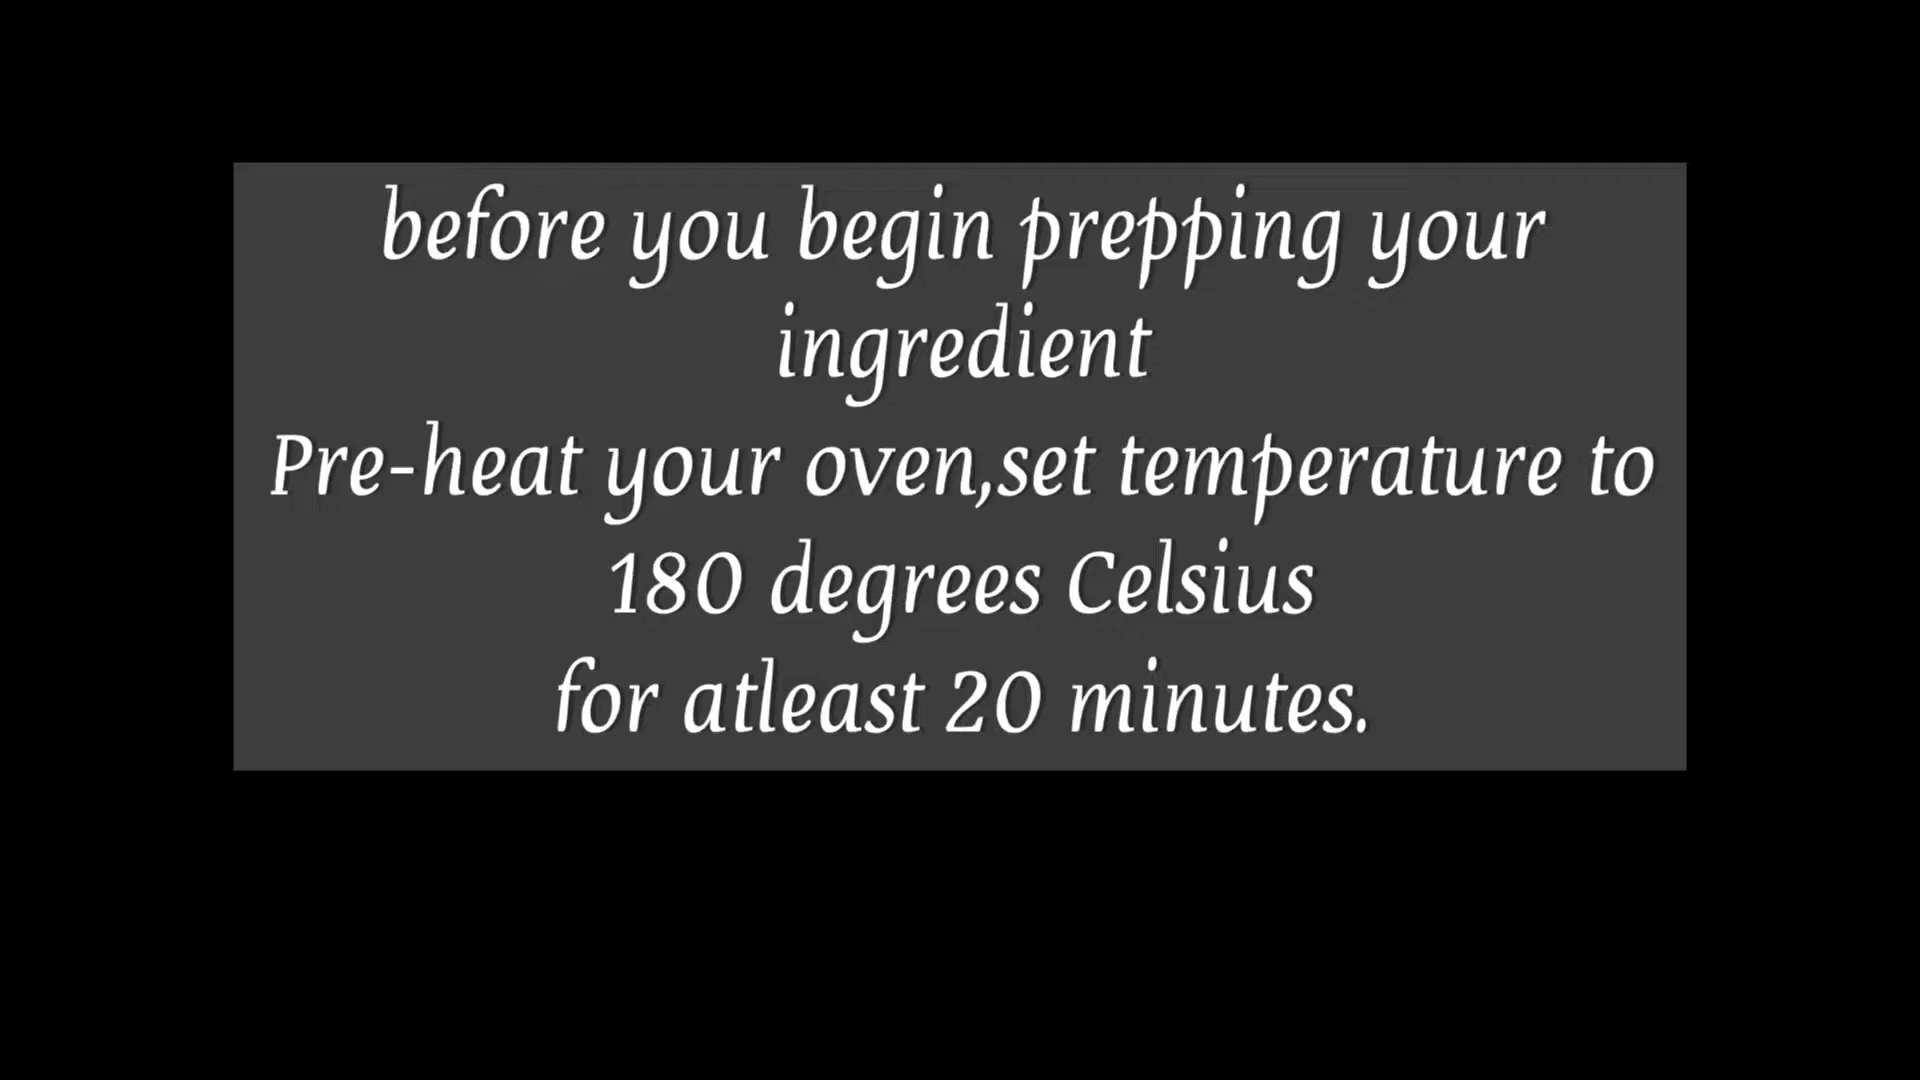 before you begin prepping your
ingredient
Pre-heat your oven,set temperature to
180 degrees Celsius
for atleast 20 minutes.